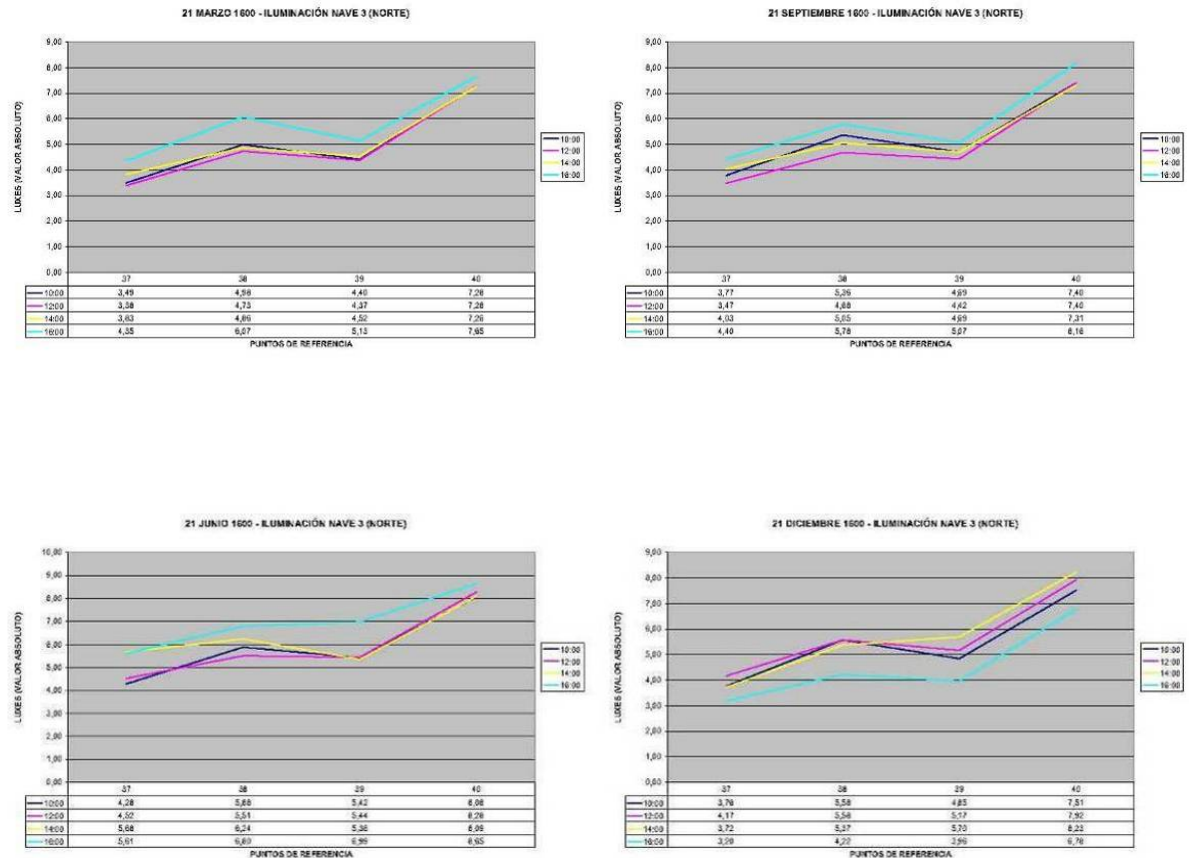 21 MARZO 1600 - ILUMINACIÓN NAVE 3 (NORTE)
LUXES (VALOR ABSOLUTO)
9,00
8,00
7,00
6,00
5,00
4,00
3,00
2,00
1,00
0,00
37 38 39 40
10:00 3,49 4,98 4,40 7,28
12:00 3,38 4,73 4,37 7,28
14:00 3,83 4,86 4,52 7,26
16:00 4,35 6,07 5,13 7,65
PUNTOS DE REFERENCIA
10:00
12:00
14:00
16:00
21 SEPTIEMBRE 1600 - ILUMINACIÓN NAVE 3 (NORTE)
LUXES (VALOR ABSOLUTO)
9,00
8,00
7,00
6,00
5,00
4,00
3,00
2,00
1,00
0,00
37 38 39 40
10:00 3,77 5,36 4,69 7,40
12:00 3,47 4,68 4,42 7,40
14:00 4,03 5,05 4,69 7,31
16:00 4,40 5,78 5,07 8,16
PUNTOS DE REFERENCIA
10:00
12:00
14:00
16:00
21 JUNIO 1600 - ILUMINACIÓN NAVE 3 (NORTE)
LUXES (VALOR ABSOLUTO)
10,00
9,00
8,00
7,00
6,00
5,00
4,00
3,00
2,00
1,00
0,00
37 38 39 40
10:00 4,28 5,88 5,42 8,08
12:00 4,52 5,51 5,44 8,28
14:00 5,68 6,24 5,36 8,09
16:00 5,61 6,80 6,99 8,65
PUNTOS DE REFERENCIA
10:00
12:00
14:00
16:00
21 DICIEMBRE 1600 - ILUMINACIÓN NAVE 3 (NORTE)
LUXES (VALOR ABSOLUTO)
9,00
8,00
7,00
6,00
5,00
4,00
3,00
2,00
1,00
0,00
37 38 39 40
10:00 3,76 5,58 4,85 7,51
12:00 4,17 5,56 5,17 7,92
14:00 3,72 5,37 5,70 8,23
16:00 3,20 4,22 3,96 6,78
PUNTOS DE REFERENCIA
10:00
12:00
14:00
16:00